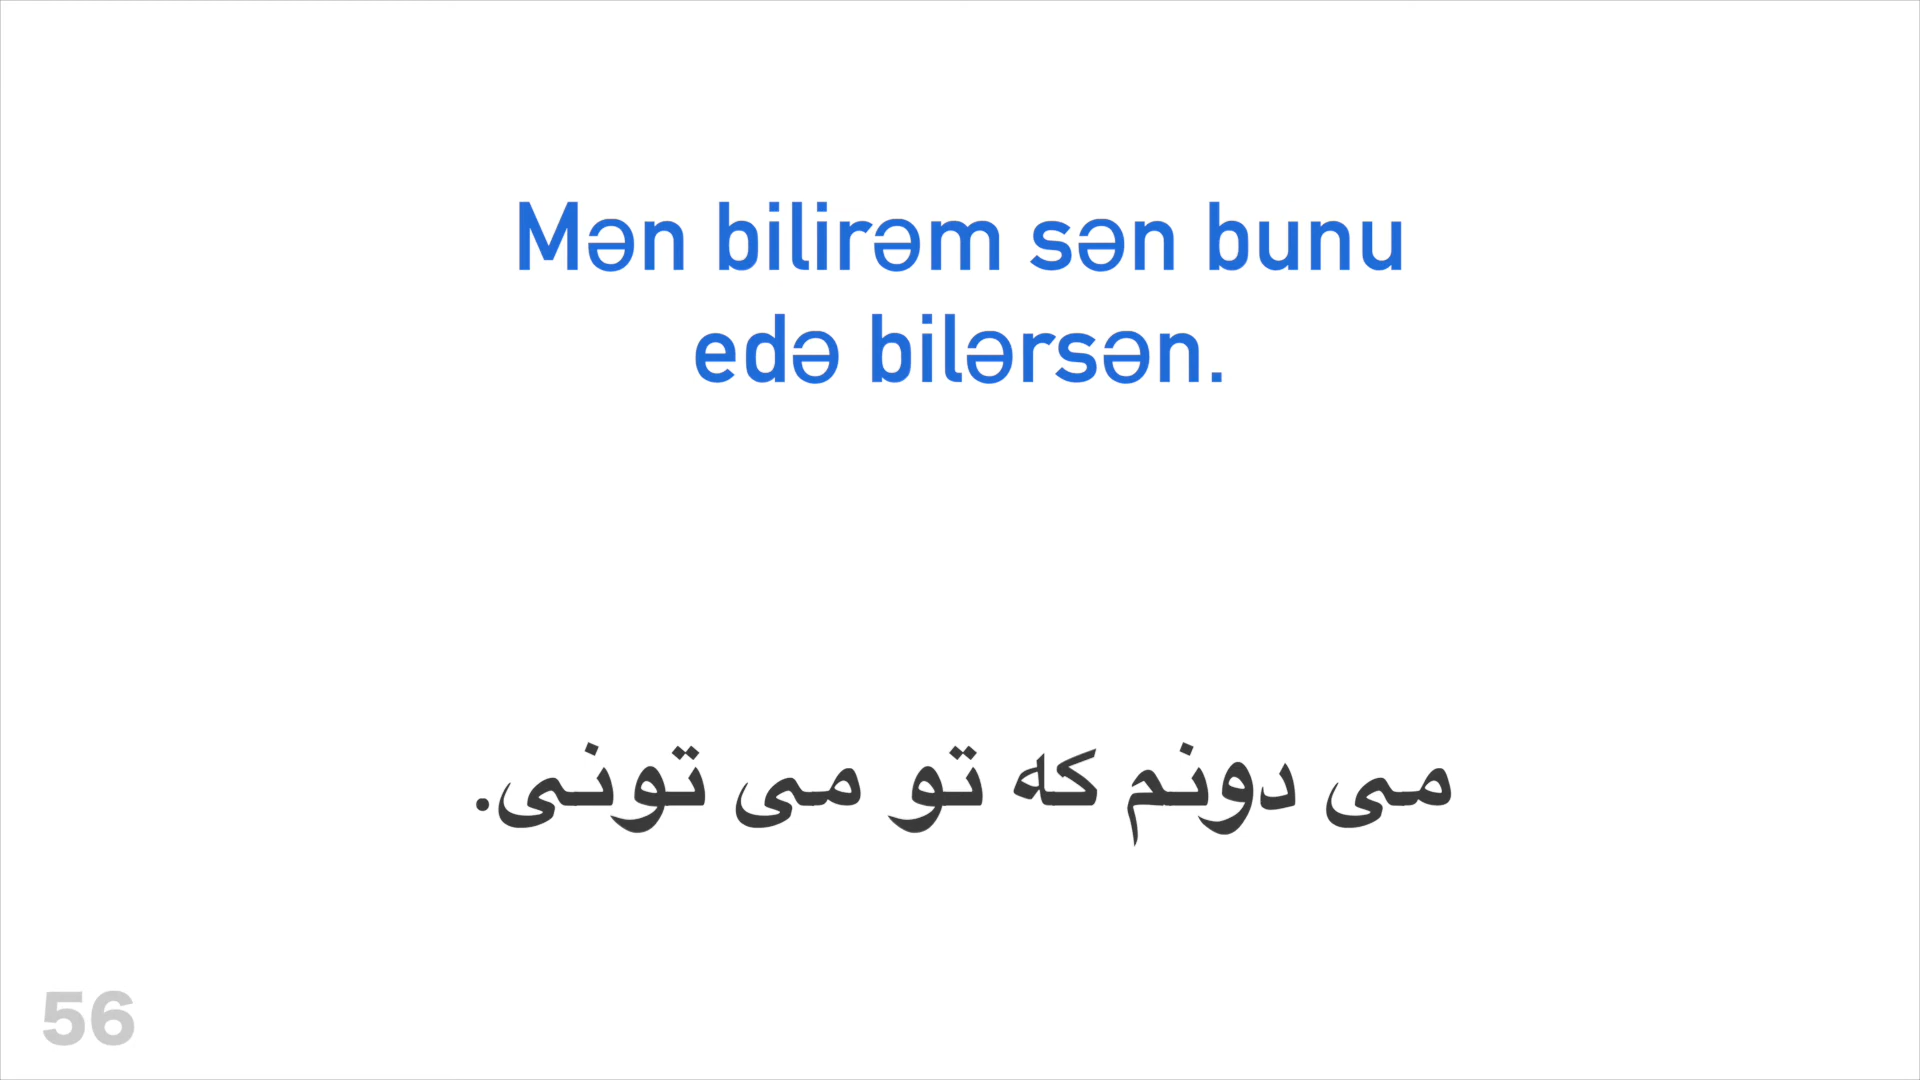 Mən bilirəm sən bunu
edə bilərsən.
می دونم که تو می تونی.
56